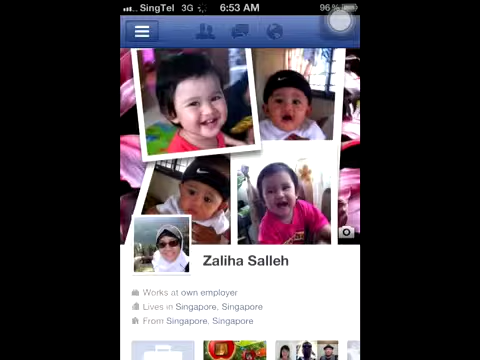 SingTel 3G 6:53 AM 96%
Zaliha Salleh
Works at own employer
Lives in Singapore, Singapore
From Singapore, Singapore